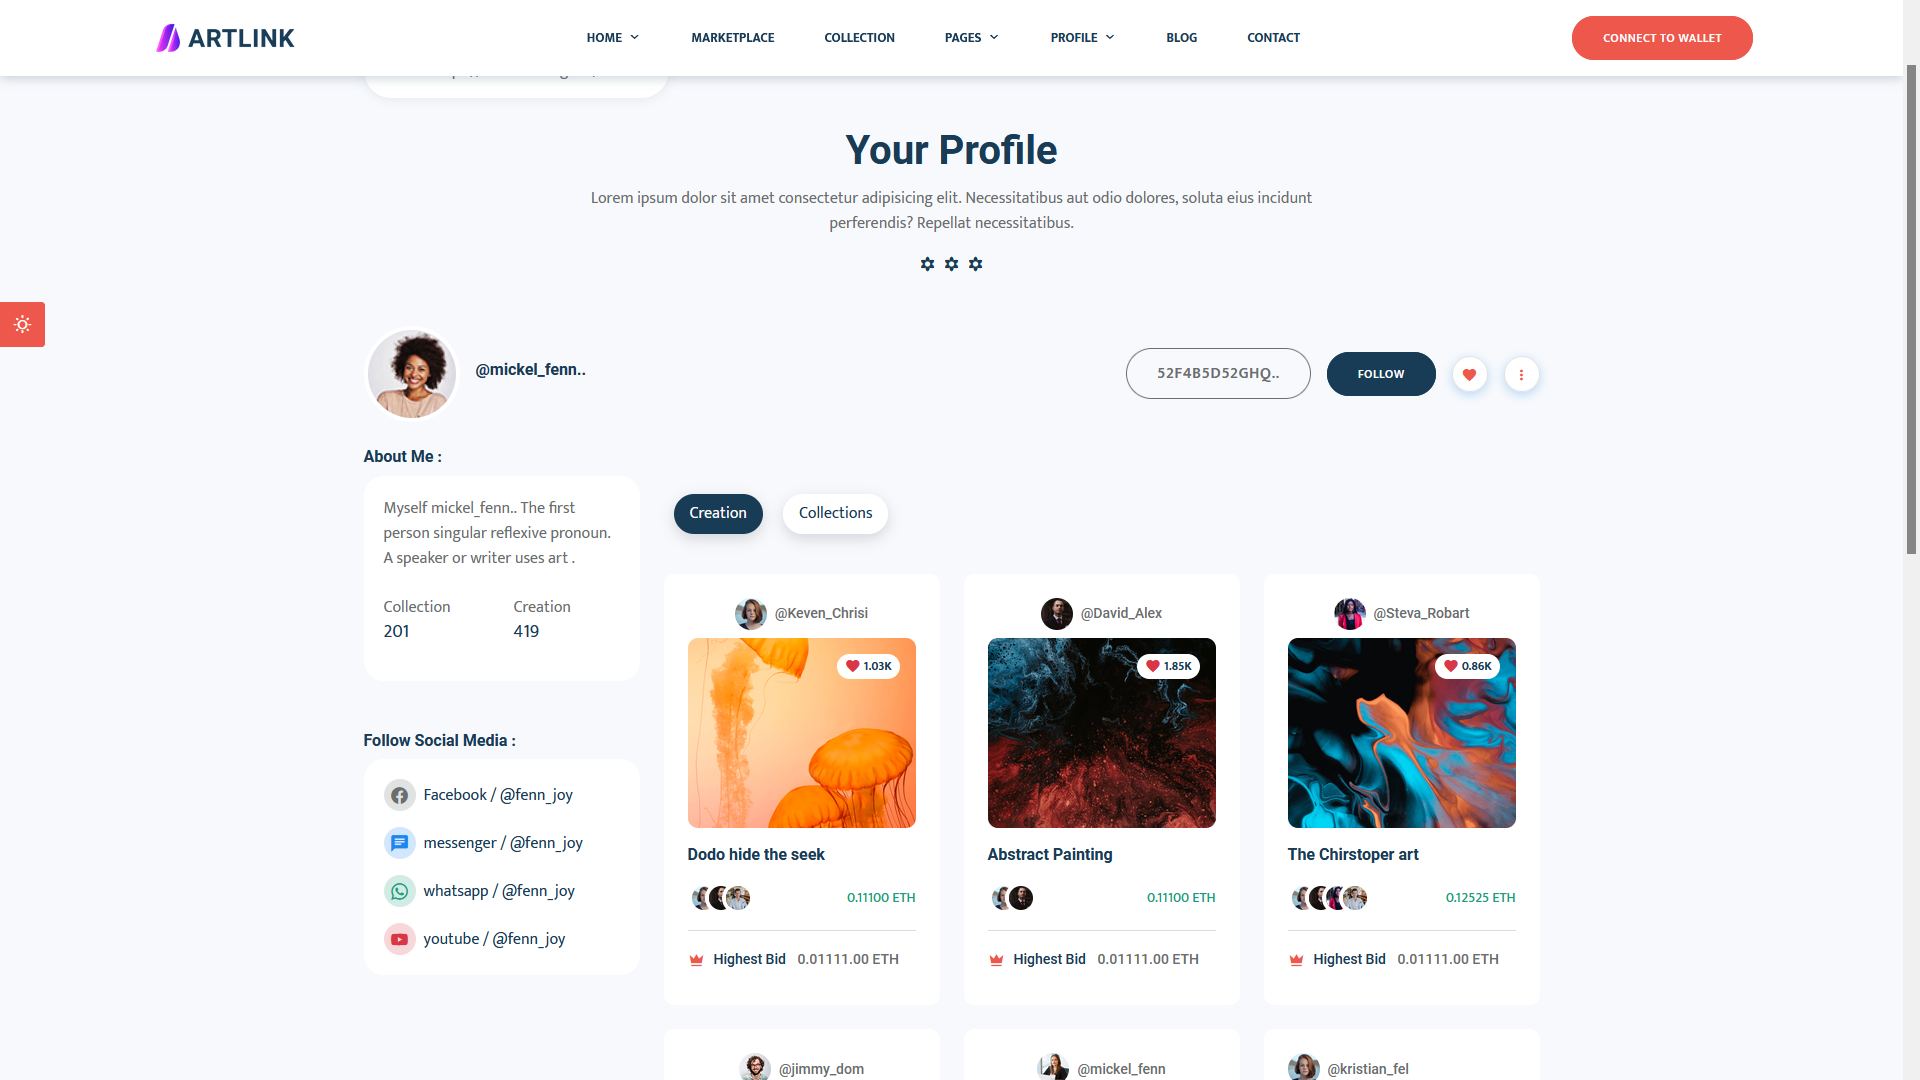 ARTLINK
HOME
MARKETPLACE
COLLECTION
PAGES
PROFILE
BLOG
CONTACT
CONNECT TO WALLET
Your Profile
Lorem ipsum dolor sit amet consectetur adipisicing elit. Necessitatibus aut odio dolores, soluta eius incidunt
perferendis? Repellat necessitatibus.
@mickel_fenn..
52F4B5D52GHQ..
FOLLOW
About Me :
Myself mickel_fenn.. The first
person singular reflexive pronoun.
A speaker or writer uses art .
Collection
201
Creation
419
Follow Social Media :
Facebook / @fenn_joy
messenger / @fenn_joy
whatsapp / @fenn_joy
youtube / @fenn_joy
Creation
Collections
@Keven_Chrisi
1.03K
Dodo hide the seek
0.11100 ETH
Highest Bid 0.01111.00 ETH
@David_Alex
1.85K
Abstract Painting
0.11100 ETH
Highest Bid 0.01111.00 ETH
@Steva_Robart
0.86K
The Chirstoper art
0.12525 ETH
Highest Bid 0.01111.00 ETH
@jimmy_dom
@mickel_fenn
@kristian_fel